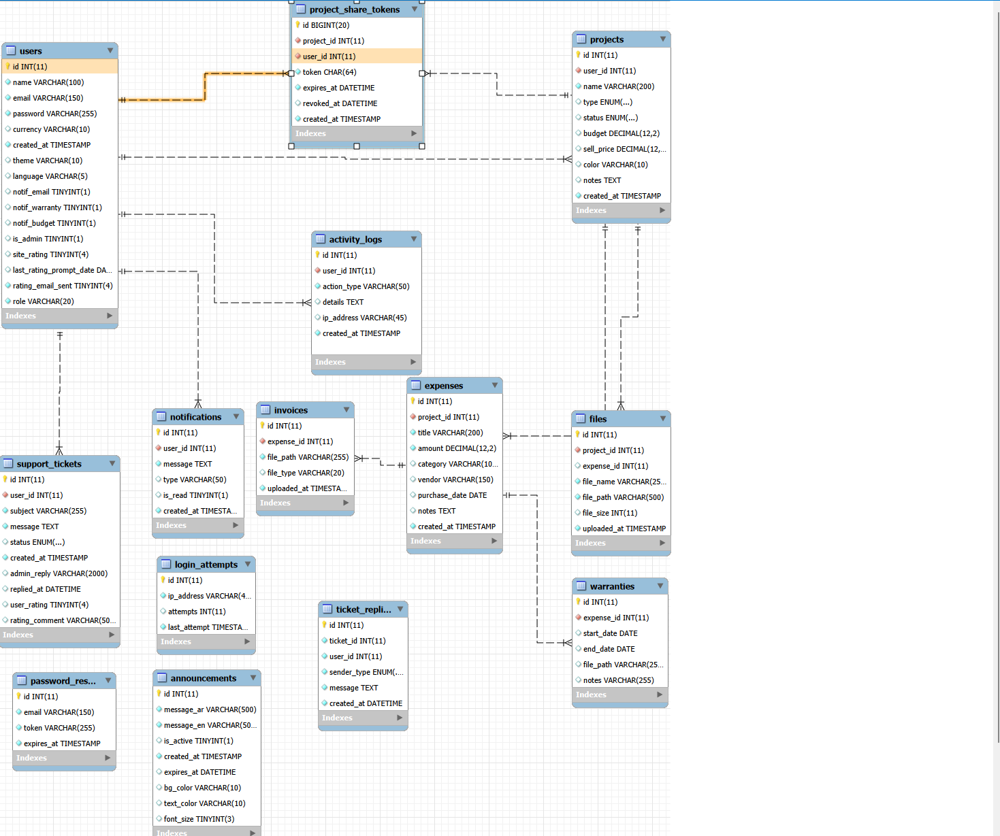 project_share_tokens
id BIGINT(20)
project_id INT(11)
user_id INT(11)
token CHAR(64)
expires_at DATETIME
revoked_at DATETIME
created_at TIMESTAMP
Indexes
projects
id INT(11)
user_id INT(11)
name VARCHAR(200)
type ENUM(...)
status ENUM(...)
budget DECIMAL(12,2)
sell_price DECIMAL(12,...
color VARCHAR(10)
notes TEXT
created_at TIMESTAMP
Indexes
users
id INT(11)
name VARCHAR(100)
email VARCHAR(150)
password VARCHAR(255)
currency VARCHAR(10)
created_at TIMESTAMP
theme VARCHAR(10)
language VARCHAR(5)
notif_email TINYINT(1)
notif_warranty TINYINT(1)
notif_budget TINYINT(1)
is_admin TINYINT(1)
site_rating TINYINT(4)
last_rating_prompt_date DA...
rating_email_sent TINYINT(4)
role VARCHAR(20)
Indexes
activity_logs
id INT(11)
user_id INT(11)
action_type VARCHAR(50)
details TEXT
ip_address VARCHAR(45)
created_at TIMESTAMP
Indexes
expenses
id INT(11)
project_id INT(11)
title VARCHAR(200)
amount DECIMAL(12,2)
category VARCHAR(10...
vendor VARCHAR(150)
purchase_date DATE
notes TEXT
created_at TIMESTAMP
Indexes
invoices
id INT(11)
expense_id INT(11)
file_path VARCHAR(255)
file_type VARCHAR(20)
uploaded_at TIMESTA...
Indexes
notifications
id INT(11)
user_id INT(11)
message TEXT
type VARCHAR(50)
is_read TINYINT(1)
created_at TIMESTA...
Indexes
files
id INT(11)
project_id INT(11)
expense_id INT(11)
file_name VARCHAR(25...
file_path VARCHAR(500)
file_size INT(11)
uploaded_at TIMESTAMP
Indexes
support_tickets
id INT(11)
user_id INT(11)
subject VARCHAR(255)
message TEXT
status ENUM(...)
created_at TIMESTAMP
admin_reply VARCHAR(2000)
replied_at DATETIME
user_rating TINYINT(4)
rating_comment VARCHAR(50...
Indexes
login_attempts
id INT(11)
ip_address VARCHAR(4...
attempts INT(11)
last_attempt TIMESTA...
Indexes
warranties
id INT(11)
expense_id INT(11)
start_date DATE
end_date DATE
file_path VARCHAR(25...
notes VARCHAR(255)
Indexes
ticket_repli...
id INT(11)
ticket_id INT(11)
user_id INT(11)
sender_type ENUM(....
message TEXT
created_at DATETIME
Indexes
password_res...
id INT(11)
email VARCHAR(150)
token VARCHAR(255)
expires_at TIMESTAMP
Indexes
announcements
id INT(11)
message_ar VARCHAR(500)
message_en VARCHAR(50...
is_active TINYINT(1)
created_at TIMESTAMP
expires_at DATETIME
bg_color VARCHAR(10)
text_color VARCHAR(10)
font_size TINYINT(3)
Indexes